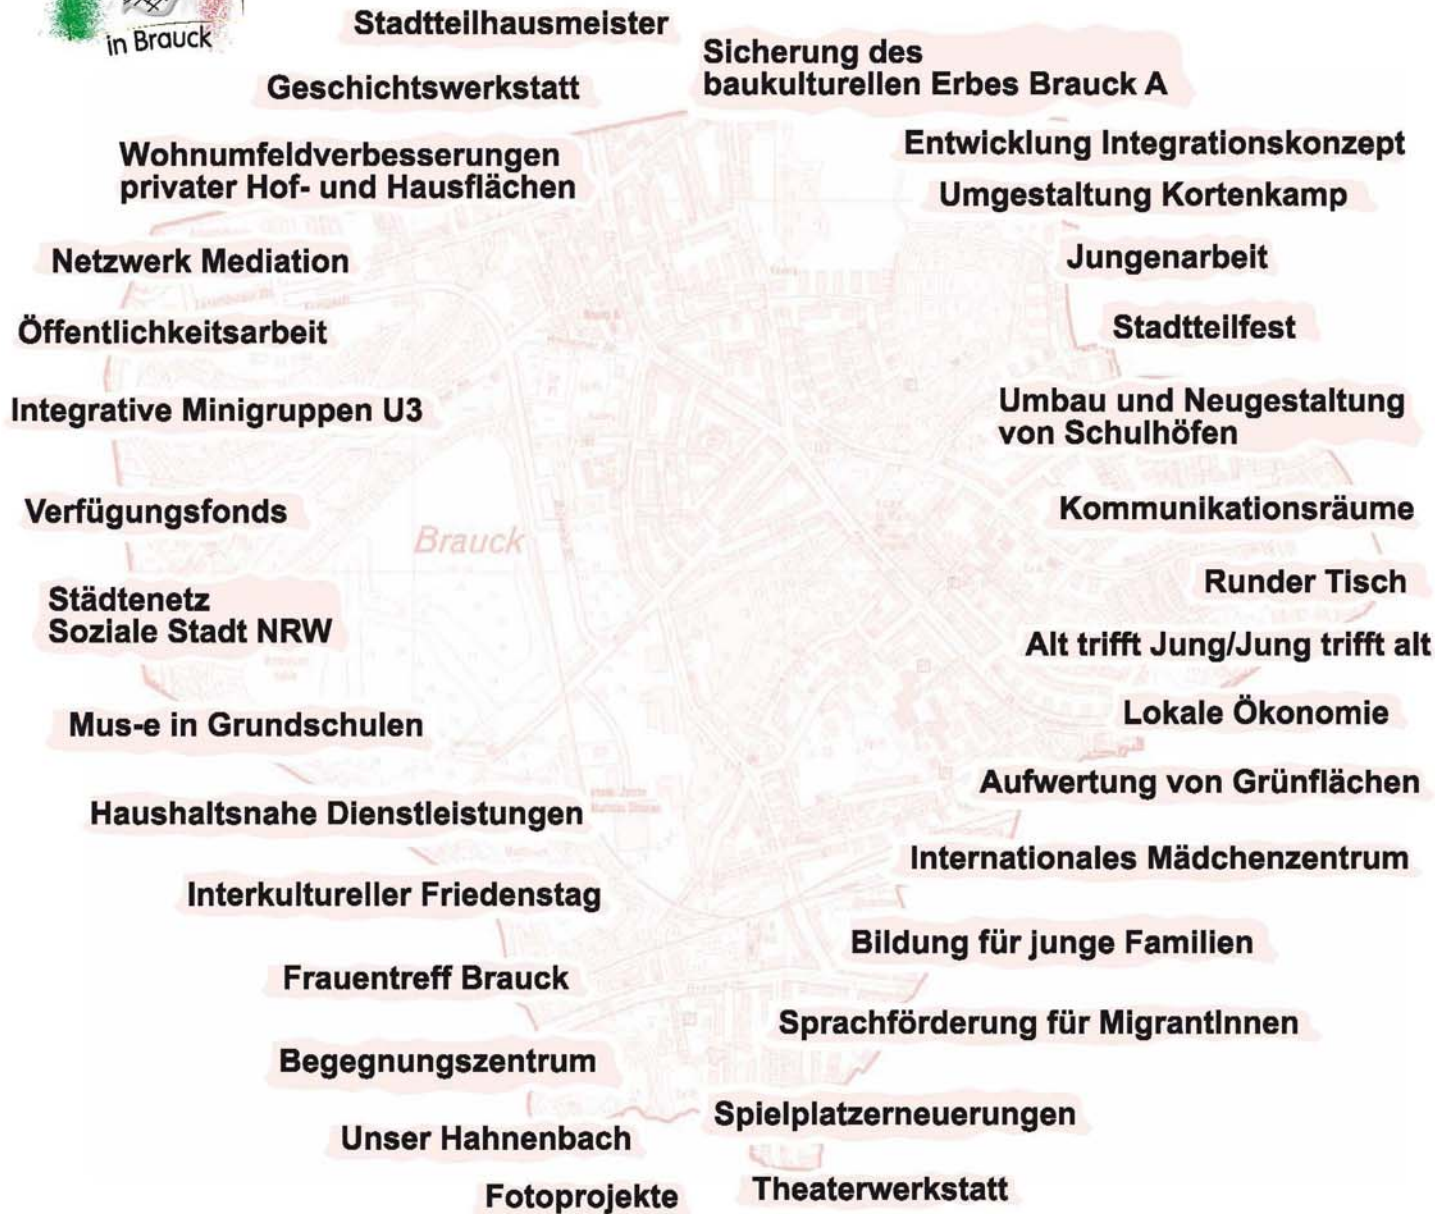 in Brauck
Stadtteilhausmeister
Sicherung des
baukulturellen Erbes Brauck A
Geschichtswerkstatt
Entwicklung Integrationskonzept
Wohnumfeldverbesserungen
privater Hof- und Hausflächen
Umgestaltung Kortenkamp
Netzwerk Mediation
Jungenarbeit
Öffentlichkeitsarbeit
Stadtteilfest
Integrative Minigruppen U3
Umbau und Neugestaltung
von Schulhöfen
Verfügungsfonds
Kommunikationsräume
Brauck
Städtenetz
Soziale Stadt NRW
Runder Tisch
Alt trifft Jung/Jung trifft alt
Mus-e in Grundschulen
Lokale Ökonomie
Aufwertung von Grünflächen
Haushaltsnahe Dienstleistungen
Internationales Mädchenzentrum
Interkultureller Friedenstag
Bildung für junge Familien
Frauentreff Brauck
Sprachförderung für MigrantInnen
Begegnungszentrum
Spielplatzerneuerungen
Unser Hahnenbach
Theaterwerkstatt
Fotoprojekte